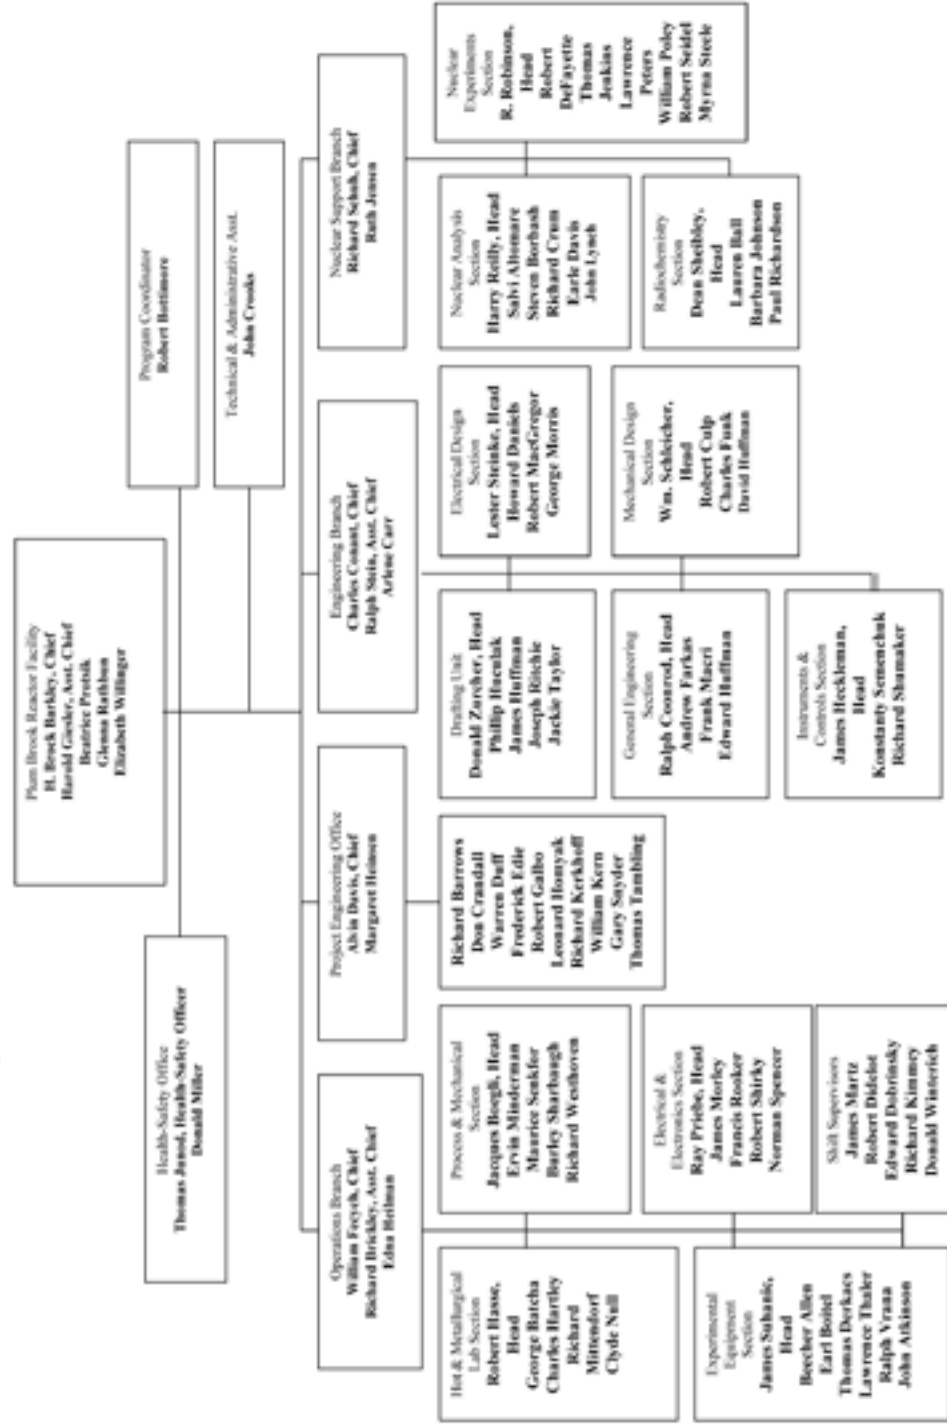 Plum Brook Reactor Facility
H. Brock Barkley, Chief
Harold Giesler, Asst. Chief
Beatrice Protsik
Glenna Rathbun
Elizabeth Willinger
Health-Safety Office
Thomas Junod, Health-Safety Officer
Donald Miller
Program Coordinator
Robert Bottimore
Technical & Administrative Asst.
John Crooks
Operations Branch
William Fecych, Chief
Richard Brickley, Asst. Chief
Edna Heilman
Project Engineering Office
Alvin Davis, Chief
Margaret Heinsen
Engineering Branch
Charles Conant, Chief
Ralph Stein, Asst. Chief
Arlene Carr
Nuclear Support Branch
Richard Schuh, Chief
Ruth Jensen
Hot & Metallurgical
Lab Section
Robert Hasse,
Head
George Batcha
Charles Hartley
Richard
Mittendorf
Clyde Null
Process & Mechanical
Section
Jacques Boegli, Head
Ervin Minderman
Maurice Senkfor
Burley Sharbaugh
Richard Westhoven
Experimental
Equipment
Section
James Suhanic,
Head
Beecher Allen
Earl Boitel
Thomas Derkacs
Lawrence Thaler
Ralph Vrana
John Atkinson
Electrical &
Electronics Section
Ray Priebe, Head
James Morley
Francis Rooker
Robert Shirky
Norman Spencer
Shift Supervisors
James Martz
Robert Didelot
Edward Dobrinsky
Richard Kimmey
Donald Winterich
Richard Barrows
Don Crandall
Warren Duff
Frederick Edie
Robert Galbo
Leonard Homyak
Richard Kerkhoff
William Kern
Gary Snyder
Thomas Tambling
Drafting Unit
Donald Zurcher, Head
Phillip Huculak
James Huffman
Joseph Ritchie
Jackie Taylor
Electrical Design
Section
Lester Steinke, Head
Howard Daniels
Robert MacGregor
George Morris
General Engineering
Section
Ralph Coonrod, Head
Andrew Farkas
Frank Macri
Edward Huffman
Mechanical Design
Section
Wm. Schleicher,
Head
Robert Culp
Charles Funk
David Huffman
Instruments &
Controls Section
James Heckleman,
Head
Konstanty Semenchuk
Richard Shumaker
Nuclear Analysis
Section
Harry Reilly, Head
Salvi Altomare
Steven Borbash
Richard Crum
Earle Davis
John Lynch
Nuclear
Experiments
Section
R. Robinson,
Head
Robert
DeFayette
Thomas
Jenkins
Lawrence
Peters
William Poley
Robert Seidel
Myrna Steele
Radiochemistry
Section
Dean Sheibley,
Head
Lauren Ball
Barbara Johnson
Paul Richardson